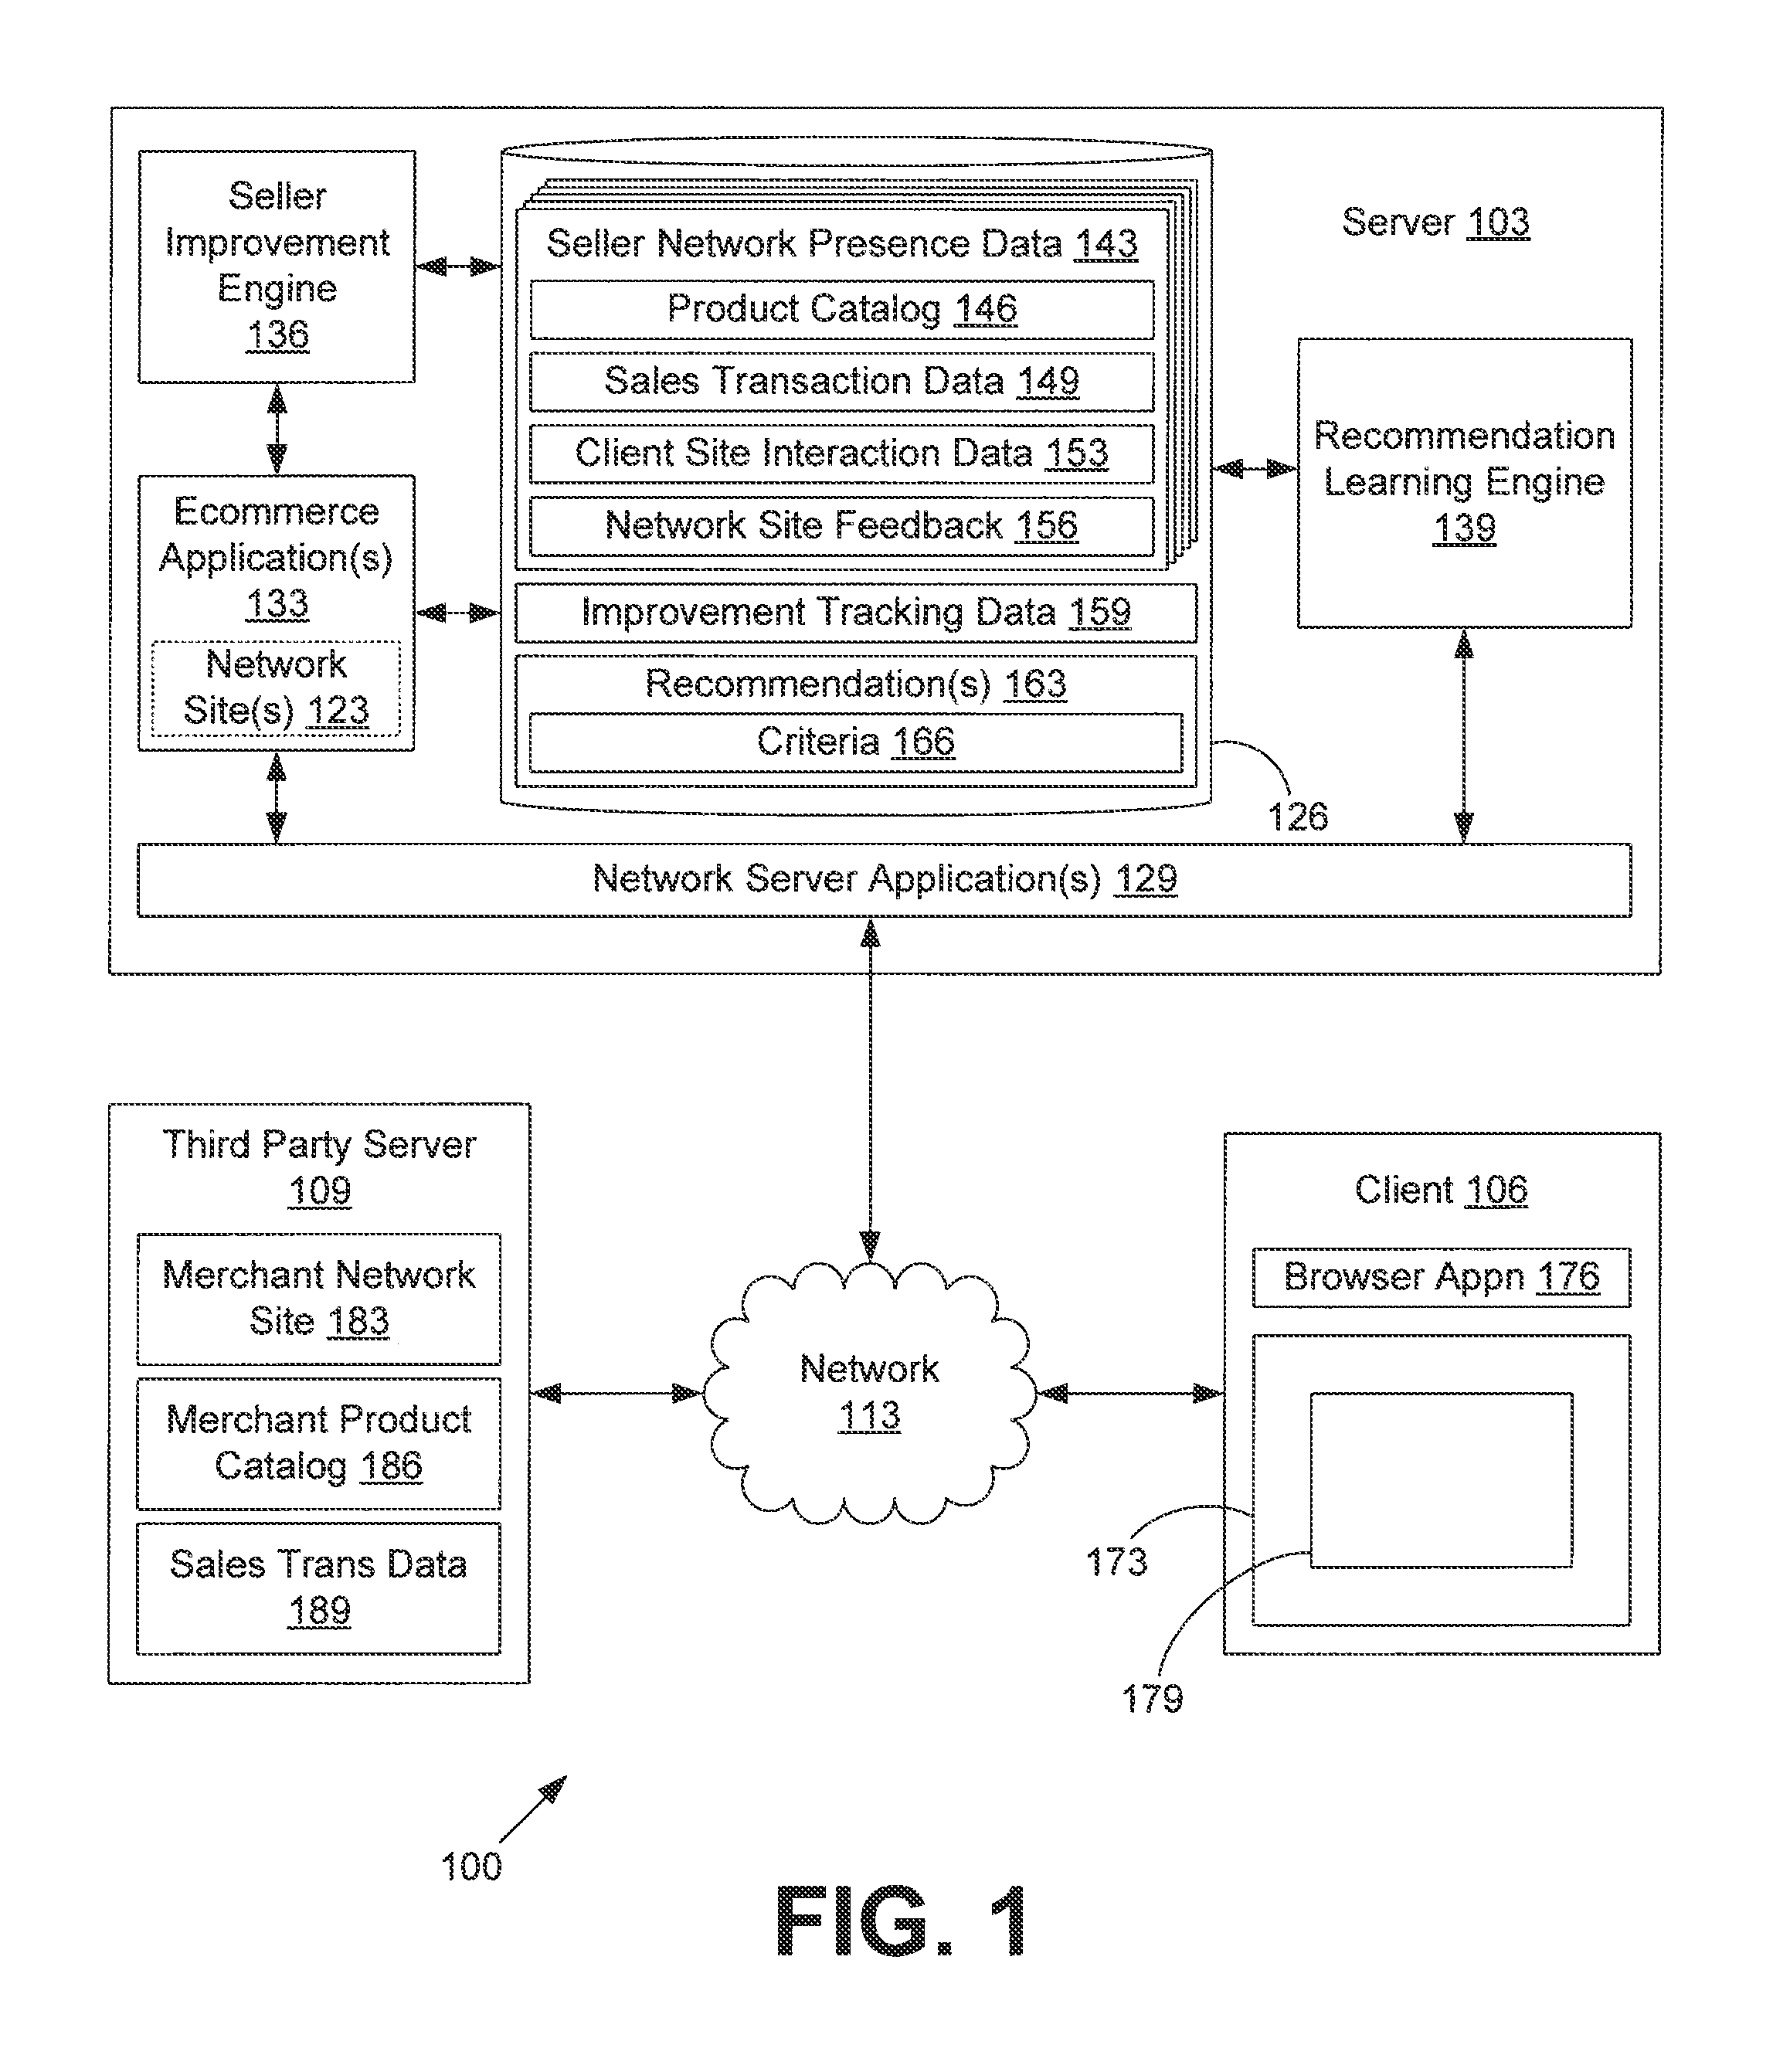 Server 103
Seller
Improvement
Engine
136
Seller Network Presence Data 143
Product Catalog 146
Sales Transaction Data 149
Client Site Interaction Data 153
Network Site Feedback 156
Improvement Tracking Data 159
Recommendation(s) 163
Criteria 166
126
Recommendation
Learning Engine
139
Ecommerce
Application(s)
133
Network
Site(s) 123
Network Server Application(s) 129
Third Party Server
109
Merchant Network
Site 183
Merchant Product
Catalog 186
Sales Trans Data
189
Network
113
Client 106
Browser Appn 176
173
179
100
FIG. 1